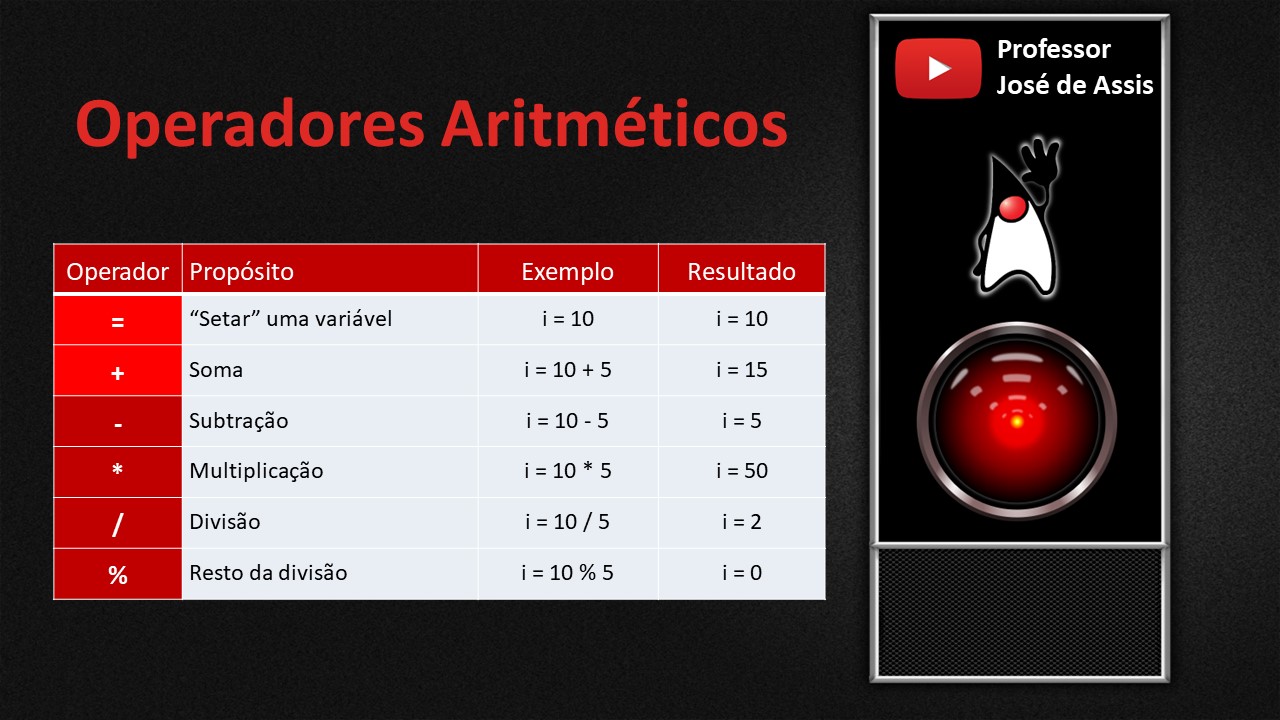 Professor
José de Assis
Operadores Aritméticos
Operador Propósito Exemplo Resultado
= “Setar” uma variável i = 10 i = 10
+ Soma i = 10 + 5 i = 15
- Subtração i = 10 - 5 i = 5
* Multiplicação i = 10 * 5 i = 50
/ Divisão i = 10 / 5 i = 2
% Resto da divisão i = 10 % 5 i = 0